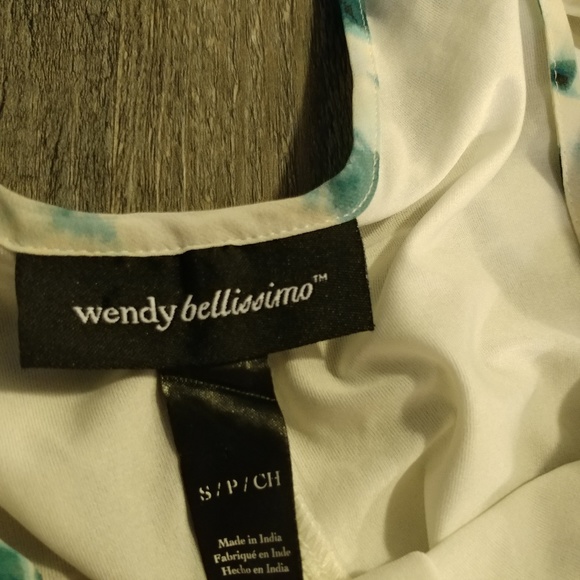 wendy bellissimo™
S / P / CH
Made in India
Fabriqué en Inde
Hecho en India